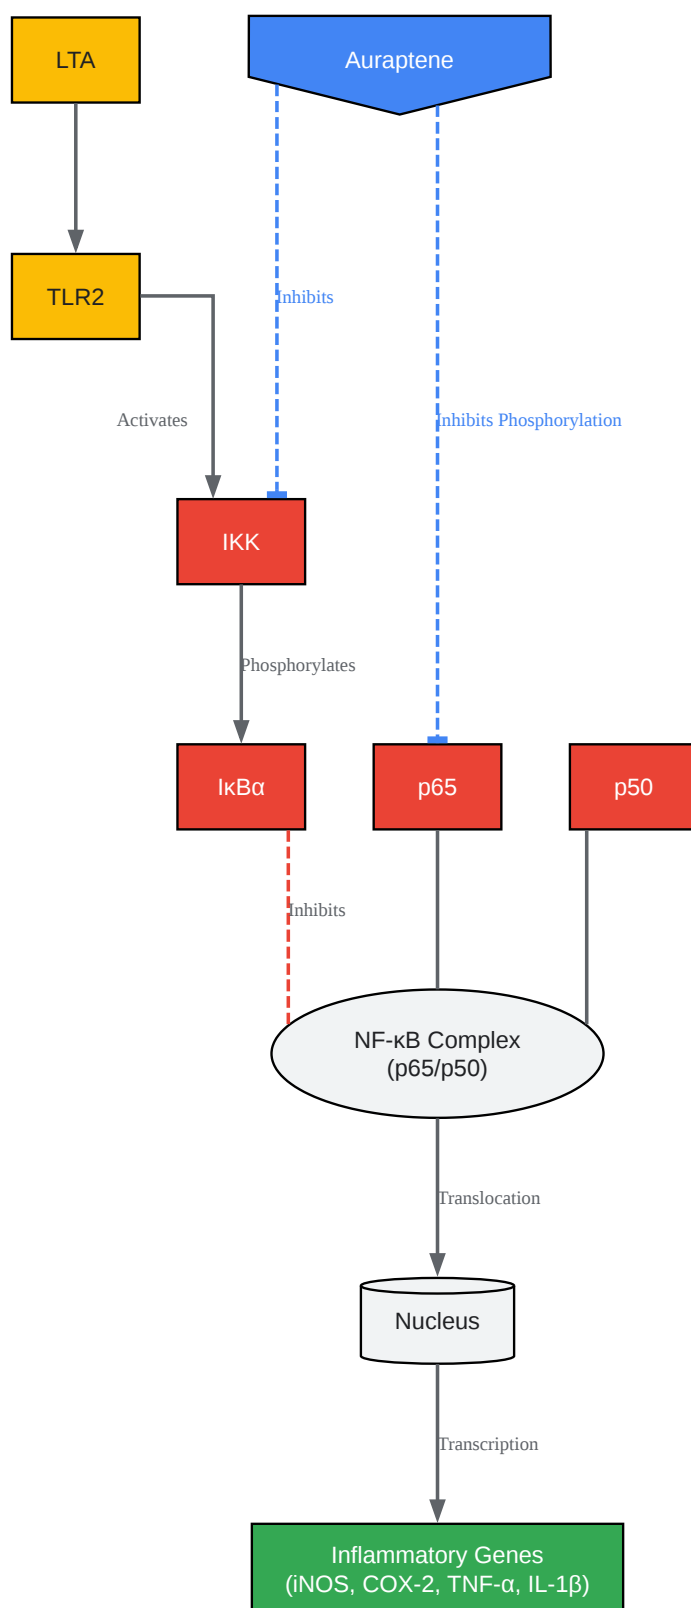 LTA
Auraptene
TLR2
Inhibits
Activates
Inhibits Phosphorylation
IKK
Phosphorylates
IκBα
p65
p50
Inhibits
NF-κB Complex
(p65/p50)
Translocation
Nucleus
Transcription
Inflammatory Genes
(iNOS, COX-2, TNF-α, IL-1β)